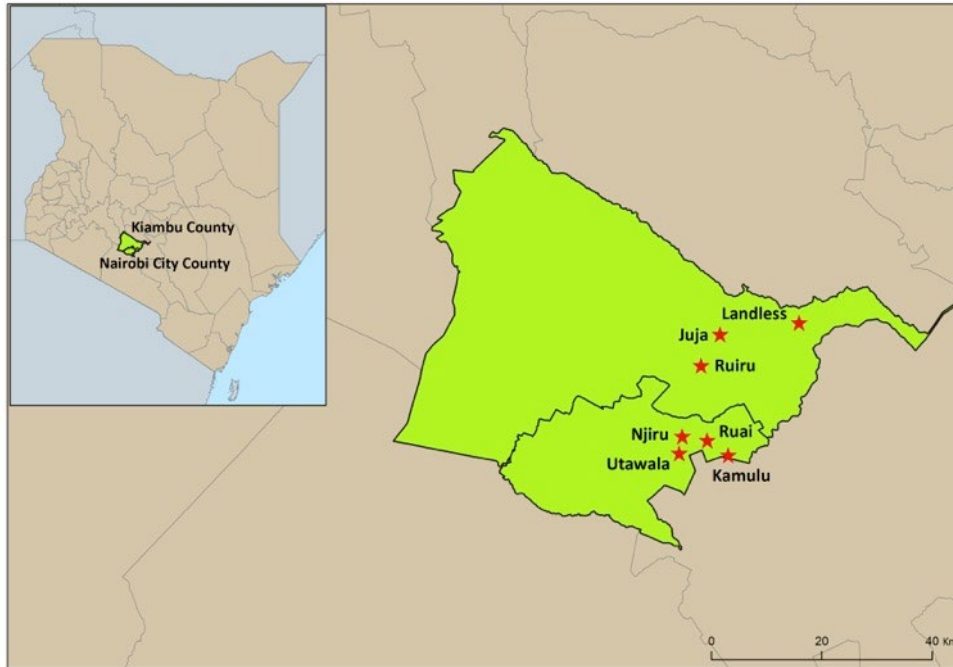 Kiambu County
Nairobi City County
Landless
Juja
Ruiru
Njiru
Ruai
Utawala
Kamulu
0 20 40 Km